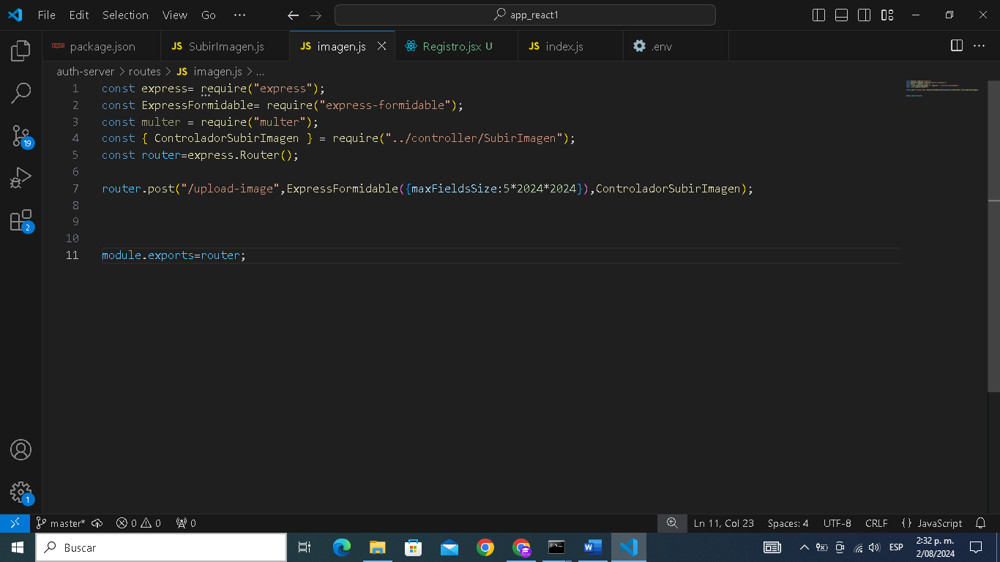 File Edit Selection View Go ··· app_react1
package.json JS SubirImagen.js JS imagen.js Registro.jsx U JS index.js .env
auth-server > routes > JS imagen.js > ...
1 const express= require("express");
2 const ExpressFormidable= require("express-formidable");
3 const multer = require("multer");
4 const { ControladorSubirImagen } = require("../controller/SubirImagen");
5 const router=express.Router();
6
7 router.post("/upload-image",ExpressFormidable({maxFieldsSize:5*2024*2024}),ControladorSubirImagen);
8
9
10
11 module.exports=router;
19
2
1
master* 0 0 0 Ln 11, Col 23 Spaces: 4 UTF-8 CRLF {} JavaScript
Buscar ESP 2:32 p. m.
2/08/2024